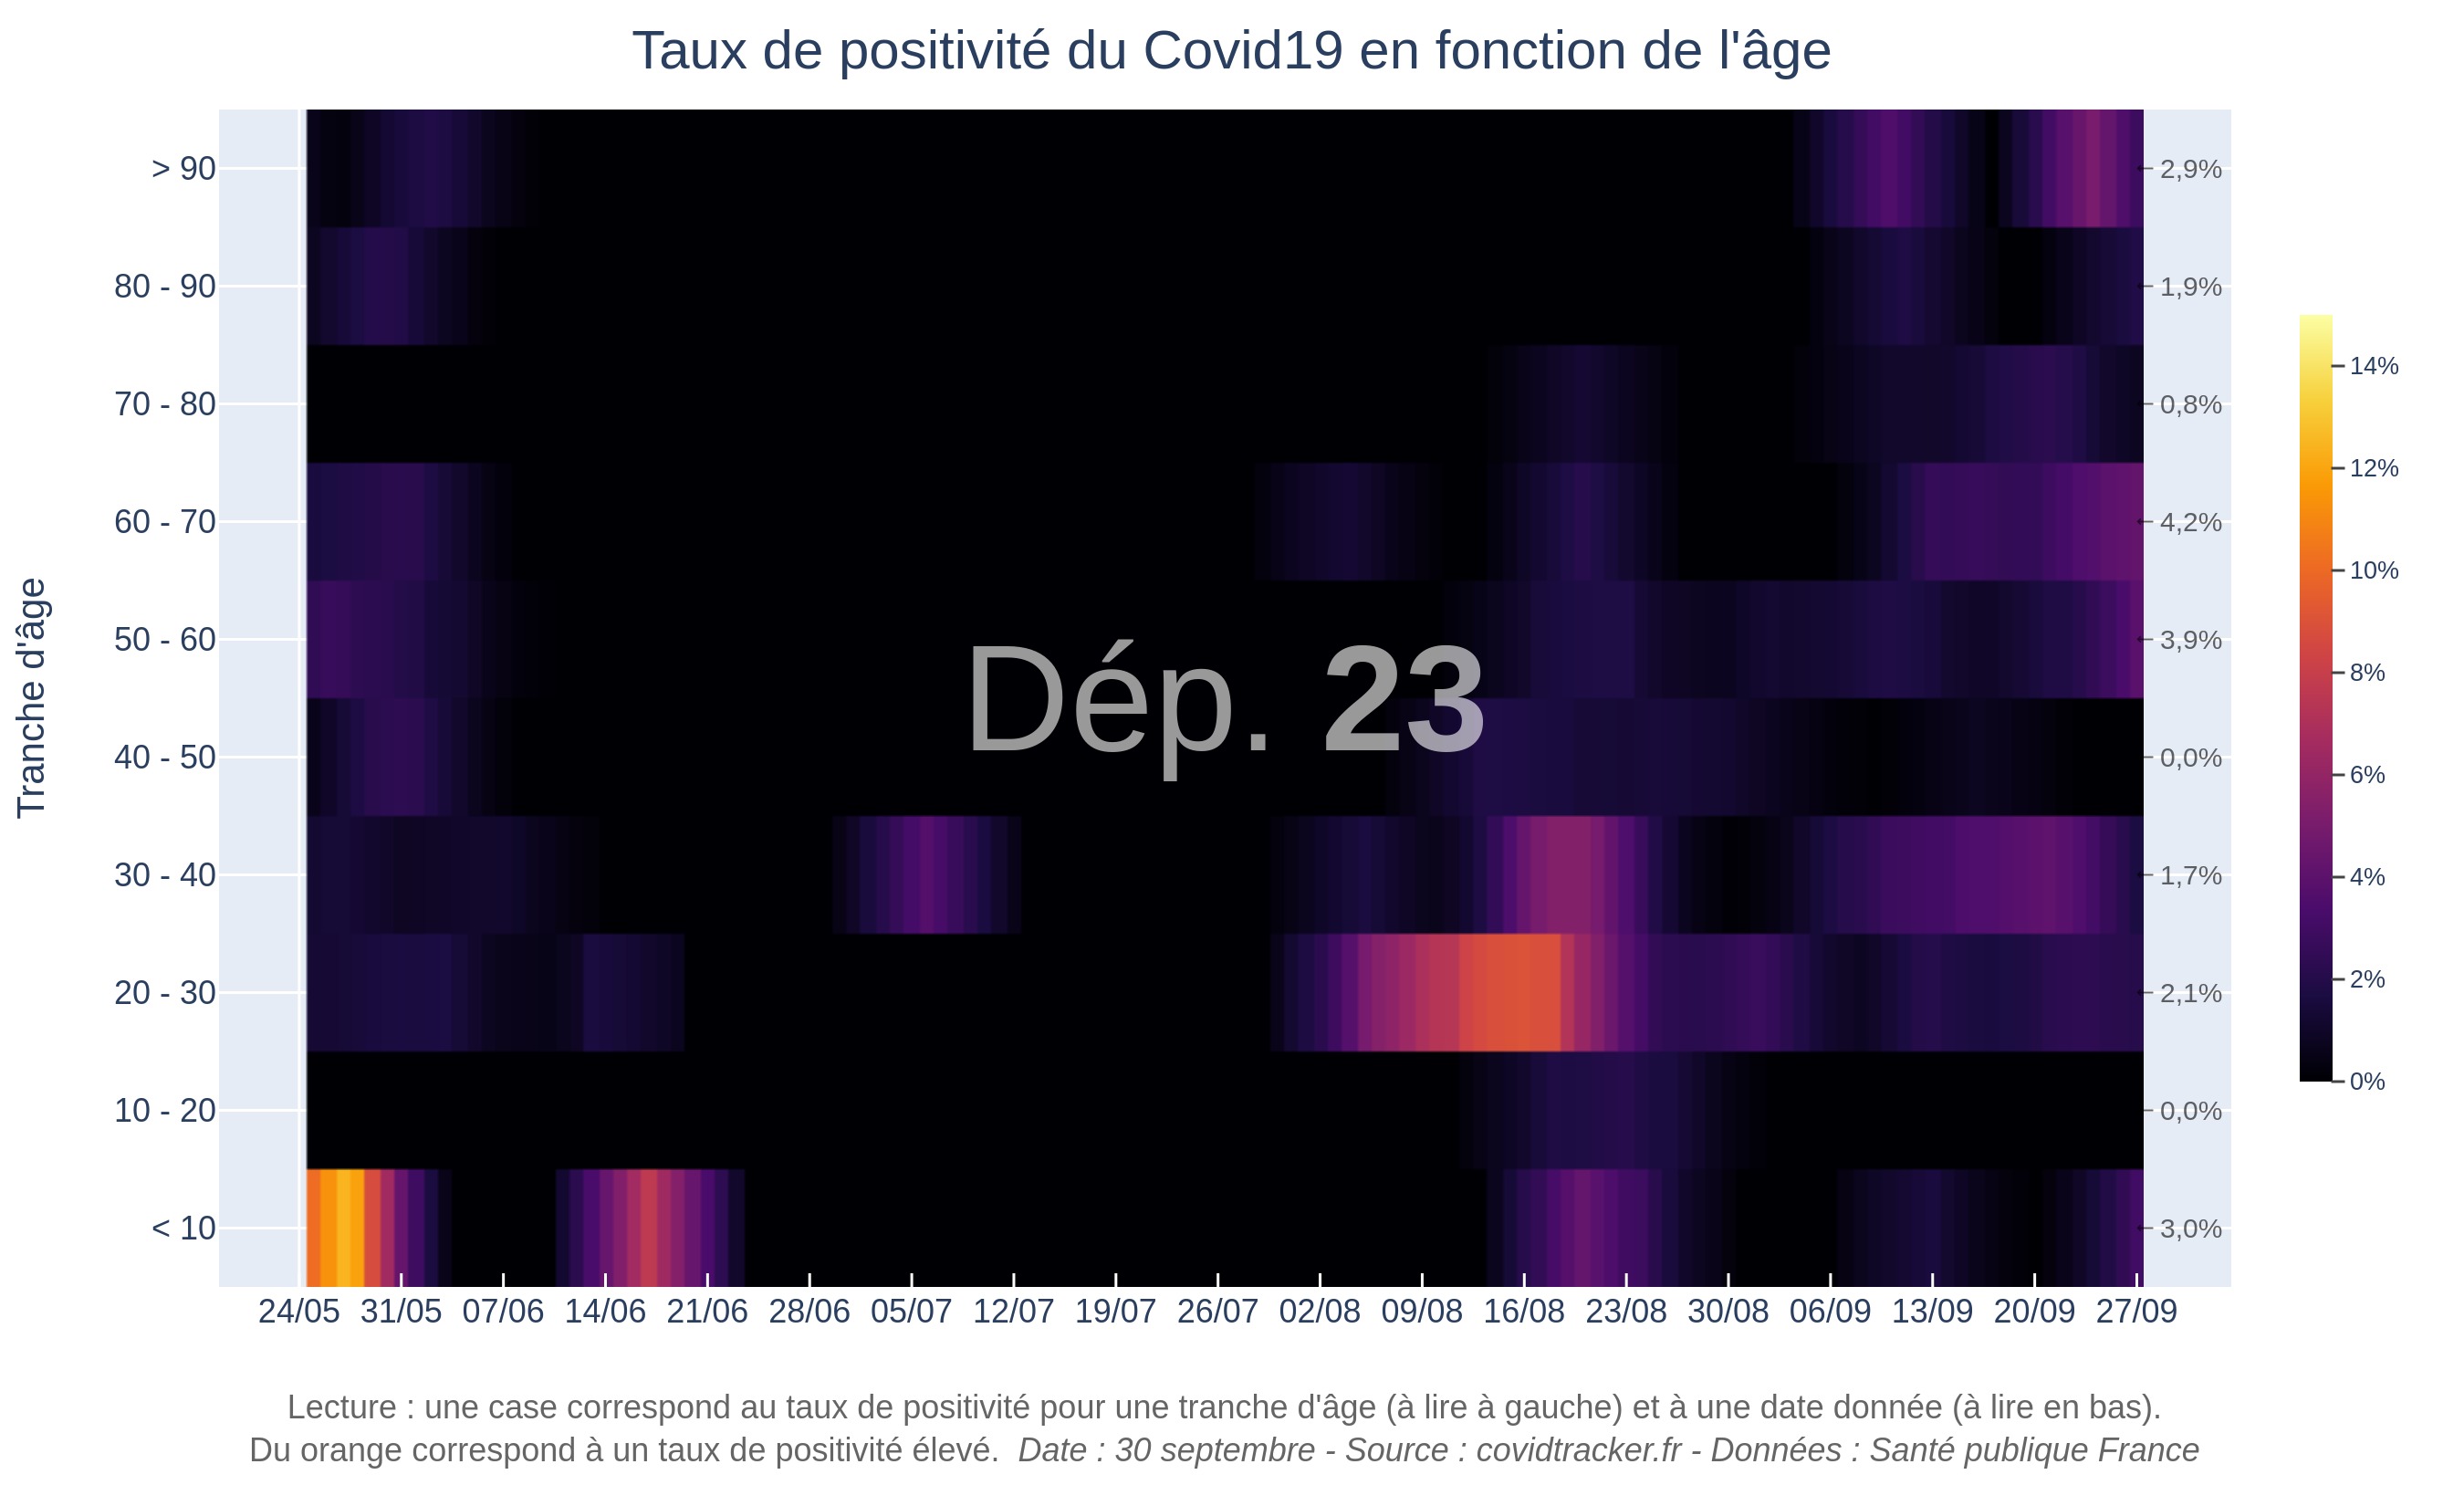 Taux de positivité du Covid19 en fonction de l'âge
Tranche d'âge
> 90
80 - 90
70 - 80
60 - 70
50 - 60
40 - 50
30 - 40
20 - 30
10 - 20
< 10
Dép. 23
2,9%
1,9%
0,8%
4,2%
3,9%
0,0%
1,7%
2,1%
0,0%
3,0%
14%
12%
10%
8%
6%
4%
2%
0%
24/05 31/05 07/06 14/06 21/06 28/06 05/07 12/07 19/07 26/07 02/08 09/08 16/08 23/08 30/08 06/09 13/09 20/09 27/09
Lecture : une case correspond au taux de positivité pour une tranche d'âge (à lire à gauche) et à une date donnée (à lire en bas).
Du orange correspond à un taux de positivité élevé. Date : 30 septembre - Source : covidtracker.fr - Données : Santé publique France